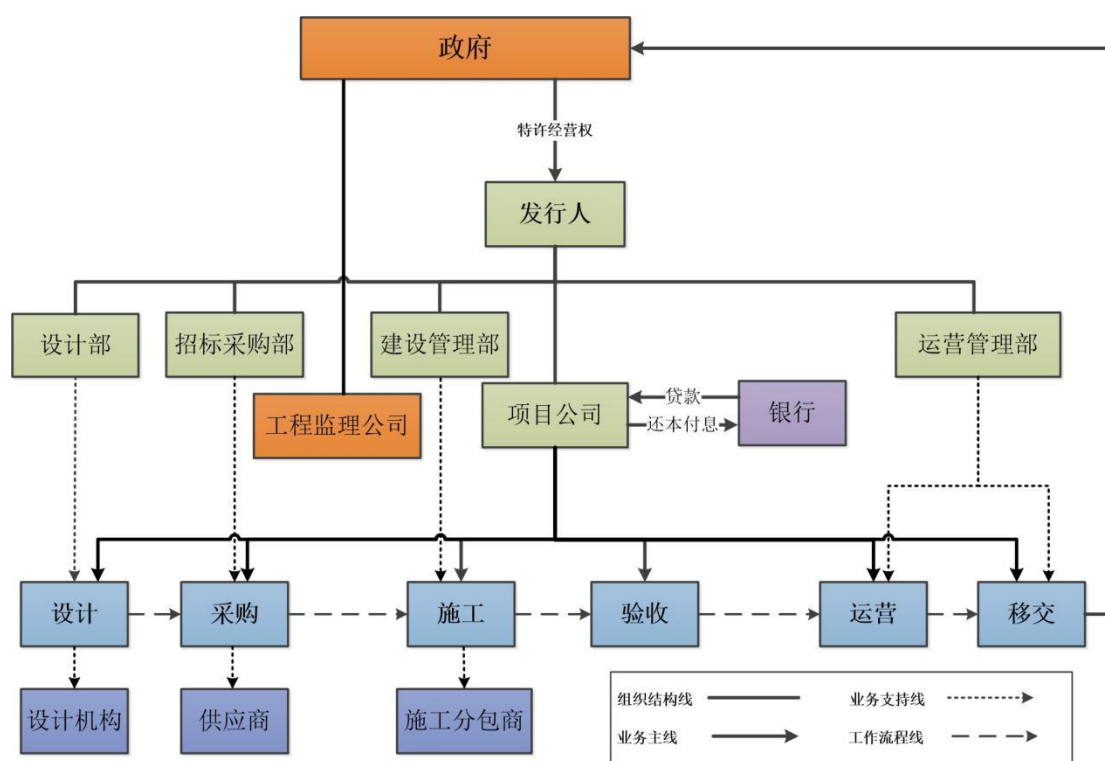 政府
特许经营权
发行人
设计部
招标采购部
建设管理部
运营管理部
工程监理公司
项目公司
贷款
还本付息
银行
设计
采购
施工
验收
运营
移交
设计机构
供应商
施工分包商
组织结构线
业务支持线
业务主线
工作流程线